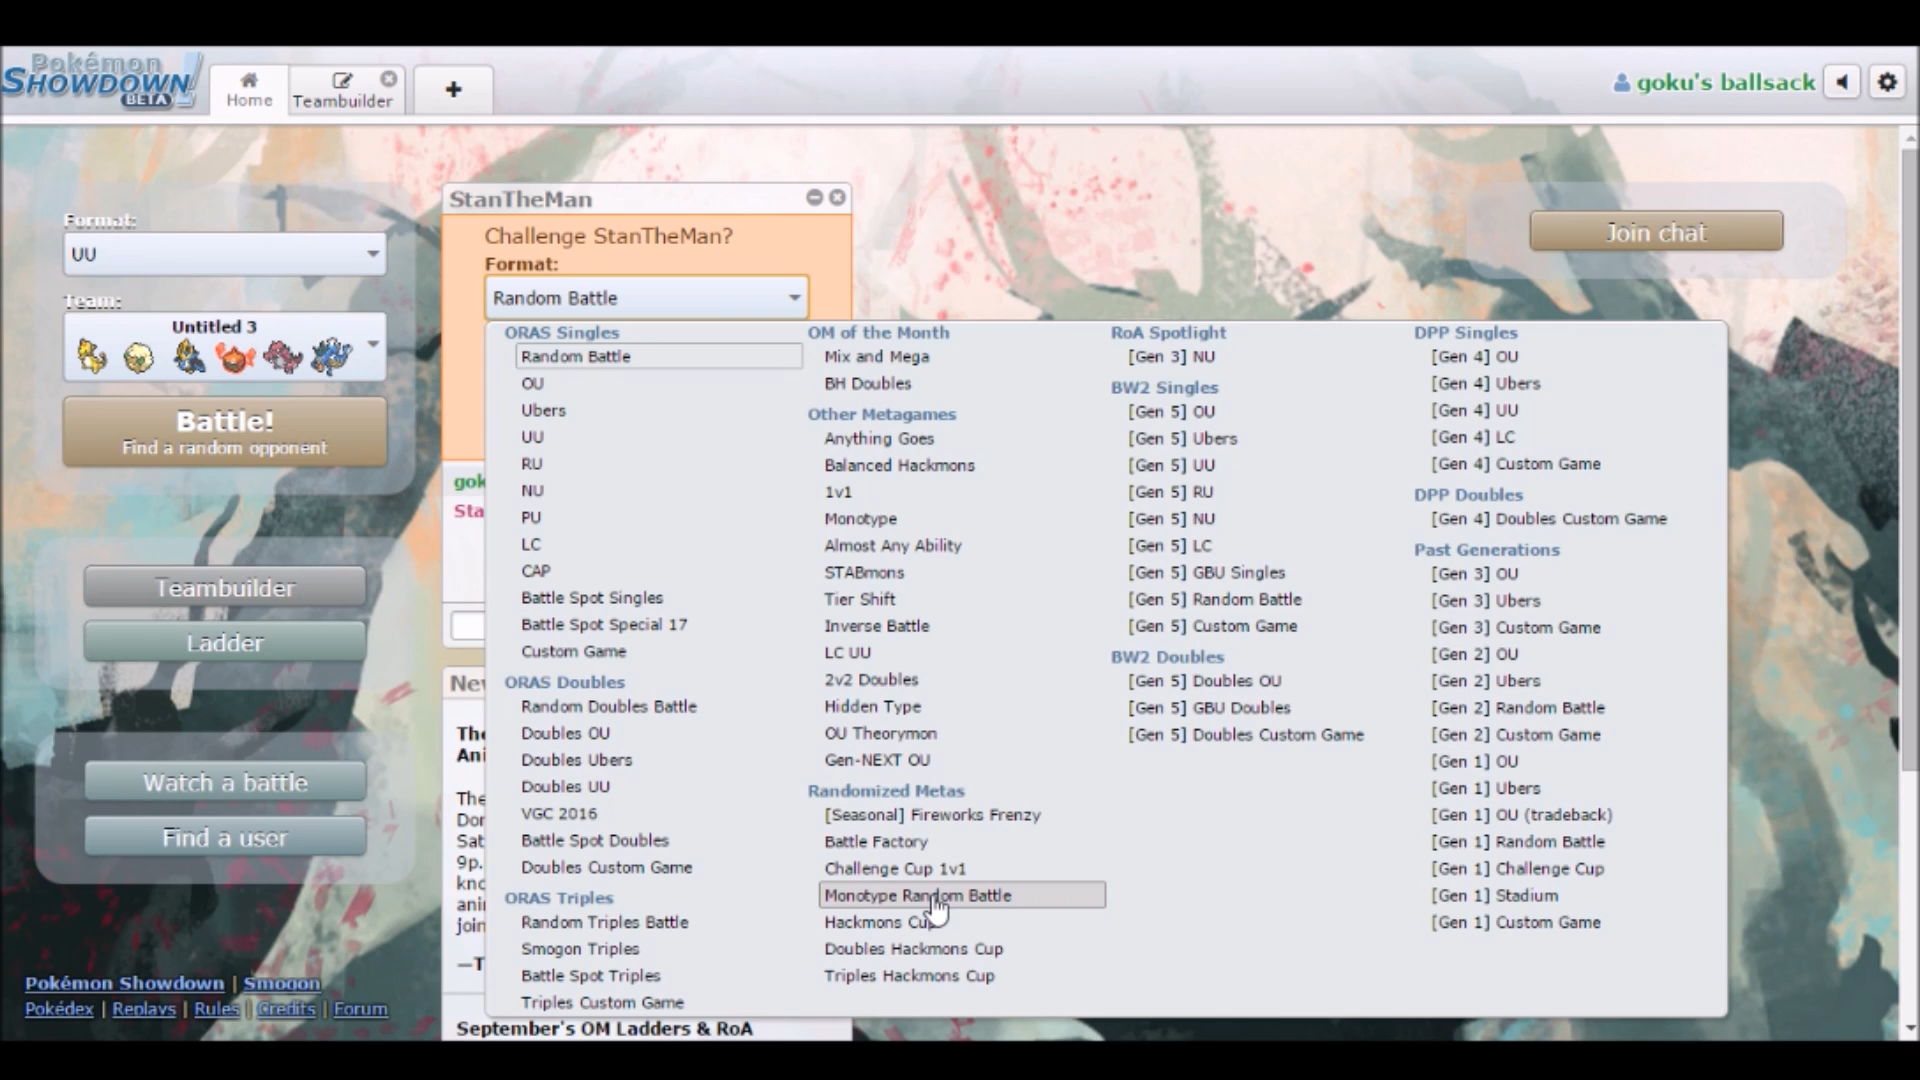 Pokémon
SHOWDOWN!
BETA
Home
Teambuilder
+
goku's ballsack
Format:
UU
Team:
Untitled 3
Battle!
Find a random opponent
Teambuilder
Ladder
Watch a battle
Find a user
Pokémon Showdown | Smogon
Pokédex | Replays | Rules | Credits | Forum
StanTheMan
Challenge StanTheMan?
Format:
Random Battle
gok
Sta
The
Ani
The
Sat
9p.
ani
—T
September's OM Ladders & RoA
Join chat
ORAS Singles
Random Battle
OU
Ubers
UU
RU
NU
PU
LC
CAP
Battle Spot Singles
Battle Spot Special 17
Custom Game
ORAS Doubles
Random Doubles Battle
Doubles OU
Doubles Ubers
Doubles UU
VGC 2016
Battle Spot Doubles
Doubles Custom Game
ORAS Triples
Random Triples Battle
Smogon Triples
Battle Spot Triples
Triples Custom Game
OM of the Month
Mix and Mega
BH Doubles
Other Metagames
Anything Goes
Balanced Hackmons
1v1
Monotype
Almost Any Ability
STABmons
Tier Shift
Inverse Battle
LC UU
2v2 Doubles
Hidden Type
OU Theorymon
Gen-NEXT OU
Randomized Metas
[Seasonal] Fireworks Frenzy
Battle Factory
Challenge Cup 1v1
Monotype Random Battle
Hackmons Cup
Doubles Hackmons Cup
Triples Hackmons Cup
RoA Spotlight
[Gen 3] NU
BW2 Singles
[Gen 5] OU
[Gen 5] Ubers
[Gen 5] UU
[Gen 5] RU
[Gen 5] NU
[Gen 5] LC
[Gen 5] GBU Singles
[Gen 5] Random Battle
[Gen 5] Custom Game
BW2 Doubles
[Gen 5] Doubles OU
[Gen 5] GBU Doubles
[Gen 5] Doubles Custom Game
DPP Singles
[Gen 4] OU
[Gen 4] Ubers
[Gen 4] UU
[Gen 4] LC
[Gen 4] Custom Game
DPP Doubles
[Gen 4] Doubles Custom Game
Past Generations
[Gen 3] OU
[Gen 3] Ubers
[Gen 3] Custom Game
[Gen 2] OU
[Gen 2] Ubers
[Gen 2] Random Battle
[Gen 2] Custom Game
[Gen 1] OU
[Gen 1] Ubers
[Gen 1] OU (tradeback)
[Gen 1] Random Battle
[Gen 1] Challenge Cup
[Gen 1] Stadium
[Gen 1] Custom Game